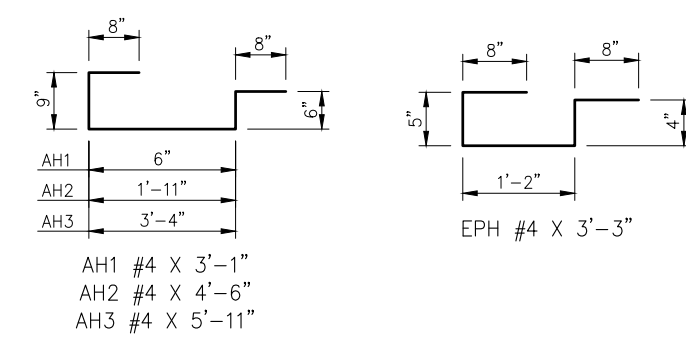 8”
8”
9”
6”
AH1 6”
AH2 1’-11”
AH3 3’-4”
AH1 #4 X 3’-1”
AH2 #4 X 4’-6”
AH3 #4 X 5’-11”
8”
8”
5”
4”
1’-2”
EPH #4 X 3’-3”